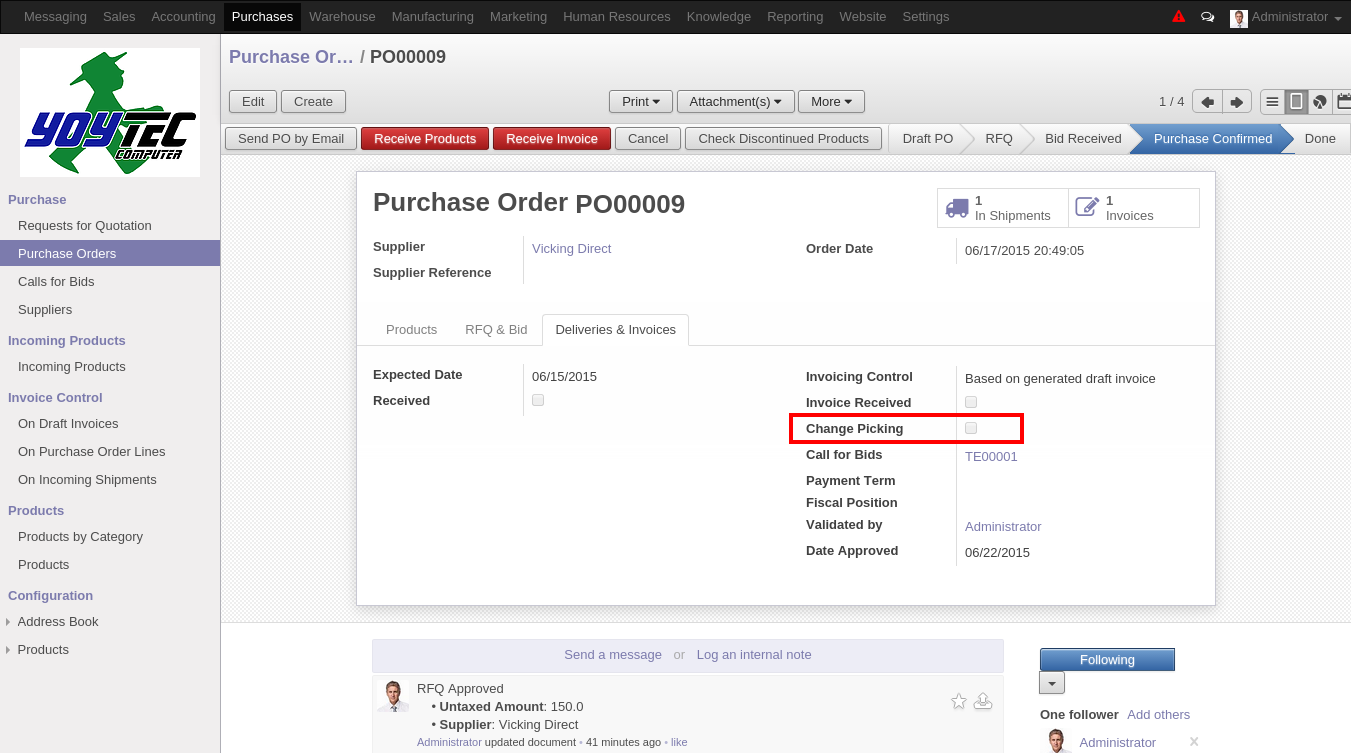 Messaging Sales Accounting Purchases Warehouse Manufacturing Marketing Human Resources Knowledge Reporting Website Settings Administrator
YOYTEC
COMPUTER
Purchase Or… / PO00009
Edit Create Print Attachment(s) More 1 / 4
Send PO by Email Receive Products Receive Invoice Cancel Check Discontinued Products Draft PO RFQ Bid Received Purchase Confirmed Done
Purchase
Requests for Quotation
Purchase Orders
Calls for Bids
Suppliers
Incoming Products
Incoming Products
Invoice Control
On Draft Invoices
On Purchase Order Lines
On Incoming Shipments
Products
Products by Category
Products
Configuration
Address Book
Products
Purchase Order PO00009
1
In Shipments
1
Invoices
Supplier Vicking Direct
Supplier Reference
Order Date 06/17/2015 20:49:05
Products RFQ & Bid Deliveries & Invoices
Expected Date 06/15/2015
Received
Invoicing Control Based on generated draft invoice
Invoice Received
Change Picking
Call for Bids TE00001
Payment Term
Fiscal Position
Validated by Administrator
Date Approved 06/22/2015
Send a message or Log an internal note
RFQ Approved
• Untaxed Amount: 150.0
• Supplier: Vicking Direct
Administrator updated document • 41 minutes ago • like
Following
One follower Add others
Administrator x